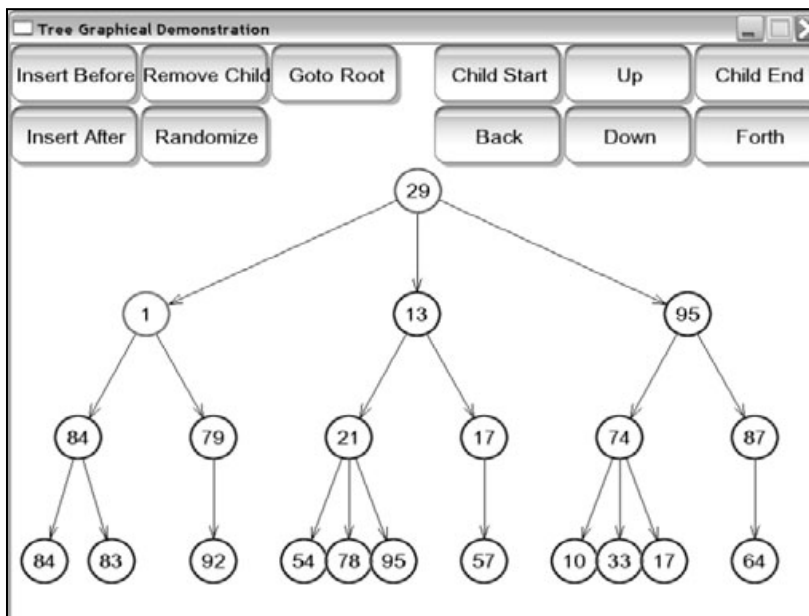 Tree Graphical Demonstration
Insert Before Remove Child Goto Root Child Start Up Child End
Insert After Randomize Back Down Forth
29
1 13 95
84 79 21 17 74 87
84 83 92 54 78 95 57 10 33 17 64